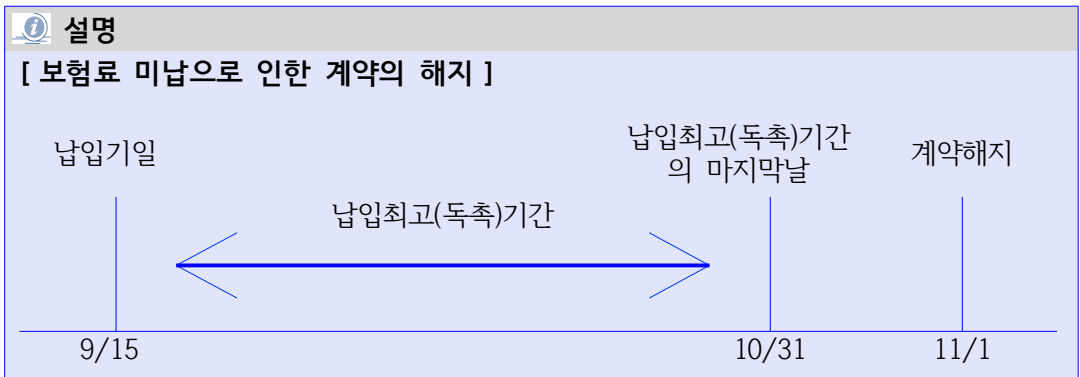 설명
[ 보험료 미납으로 인한 계약의 해지 ]
납입기일
납입최고(독촉)기간
의 마지막날
계약해지
납입최고(독촉)기간
9/15
10/31
11/1